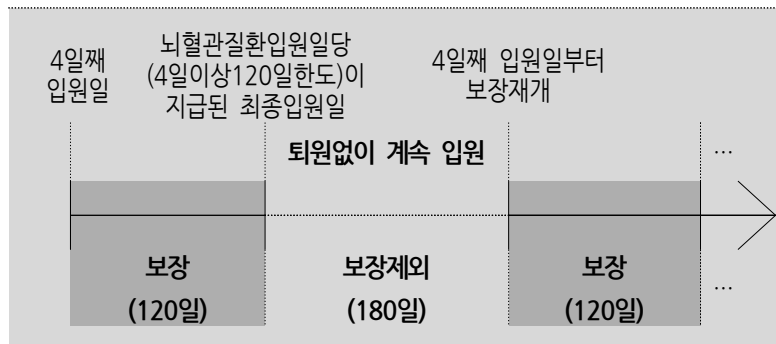 4일째
입원일
뇌혈관질환입원일당
(4일이상120일한도)이
지급된 최종입원일
4일째 입원일부터
보장재개
퇴원없이 계속 입원
...
보장
(120일)
보장제외
(180일)
보장
(120일)
...